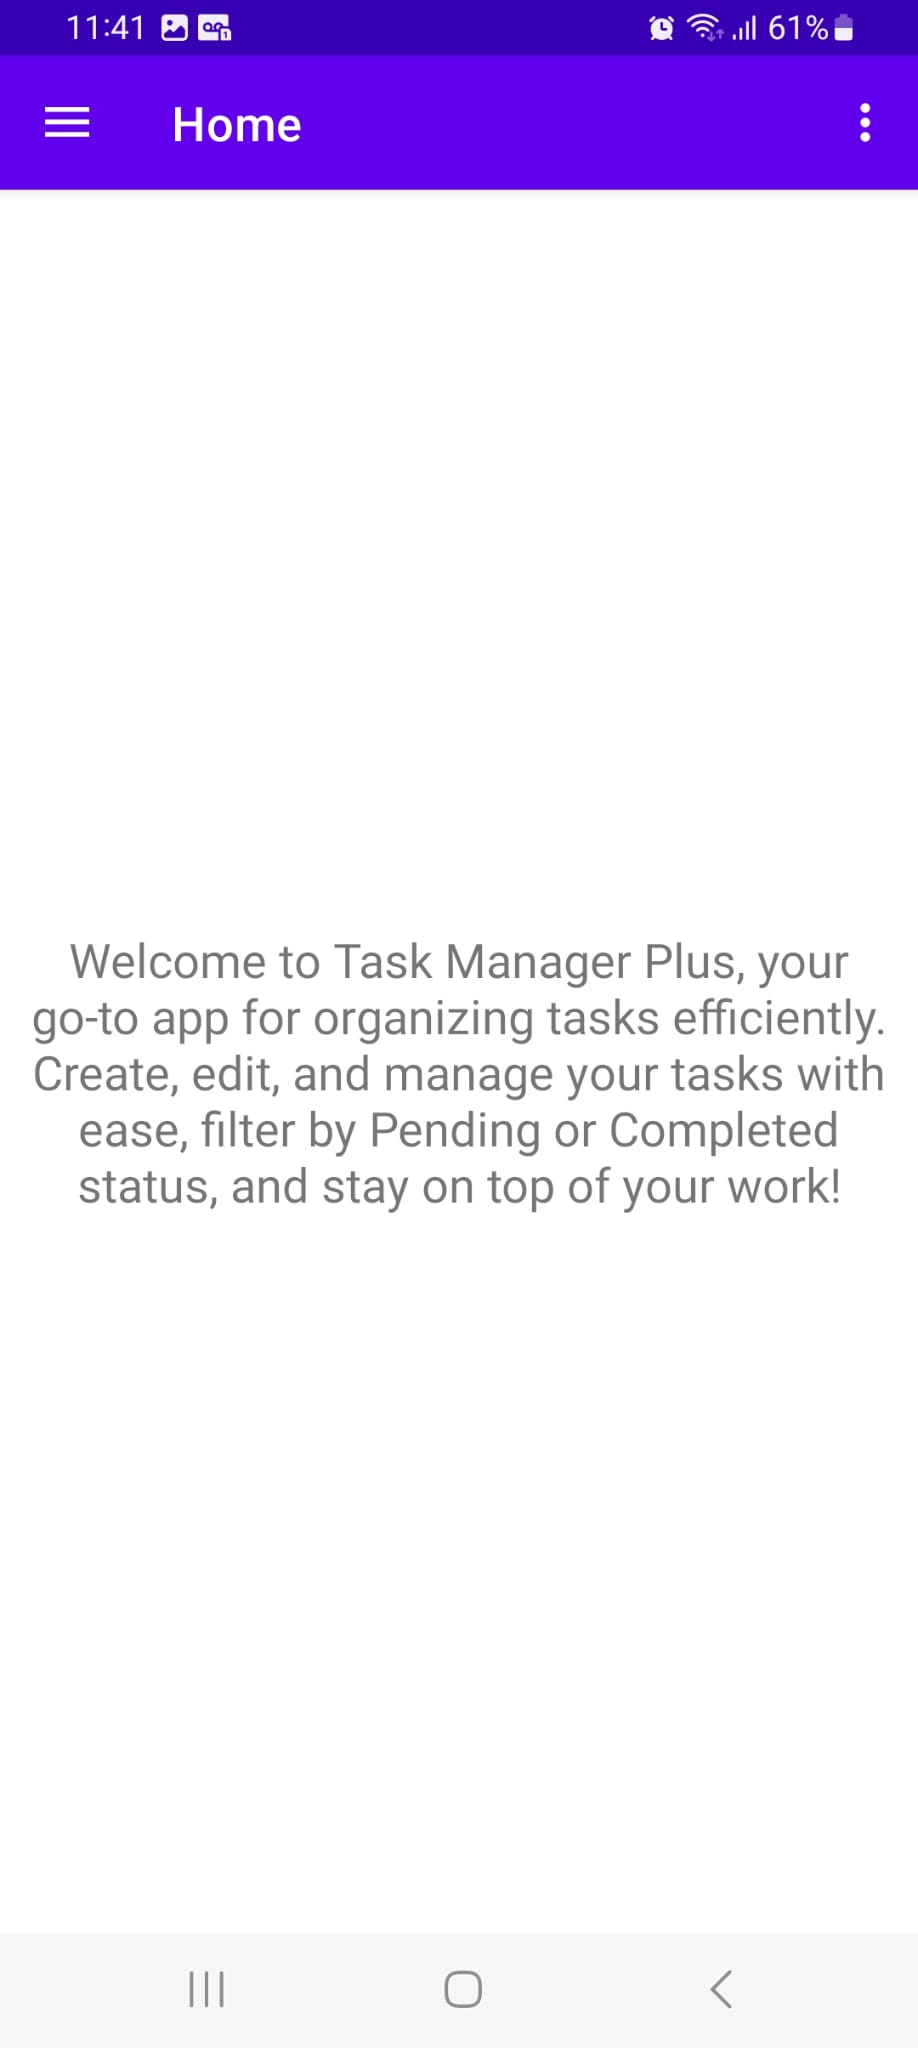 11:41 61%
Home
Welcome to Task Manager Plus, your
go-to app for organizing tasks efficiently.
Create, edit, and manage your tasks with
ease, filter by Pending or Completed
status, and stay on top of your work!